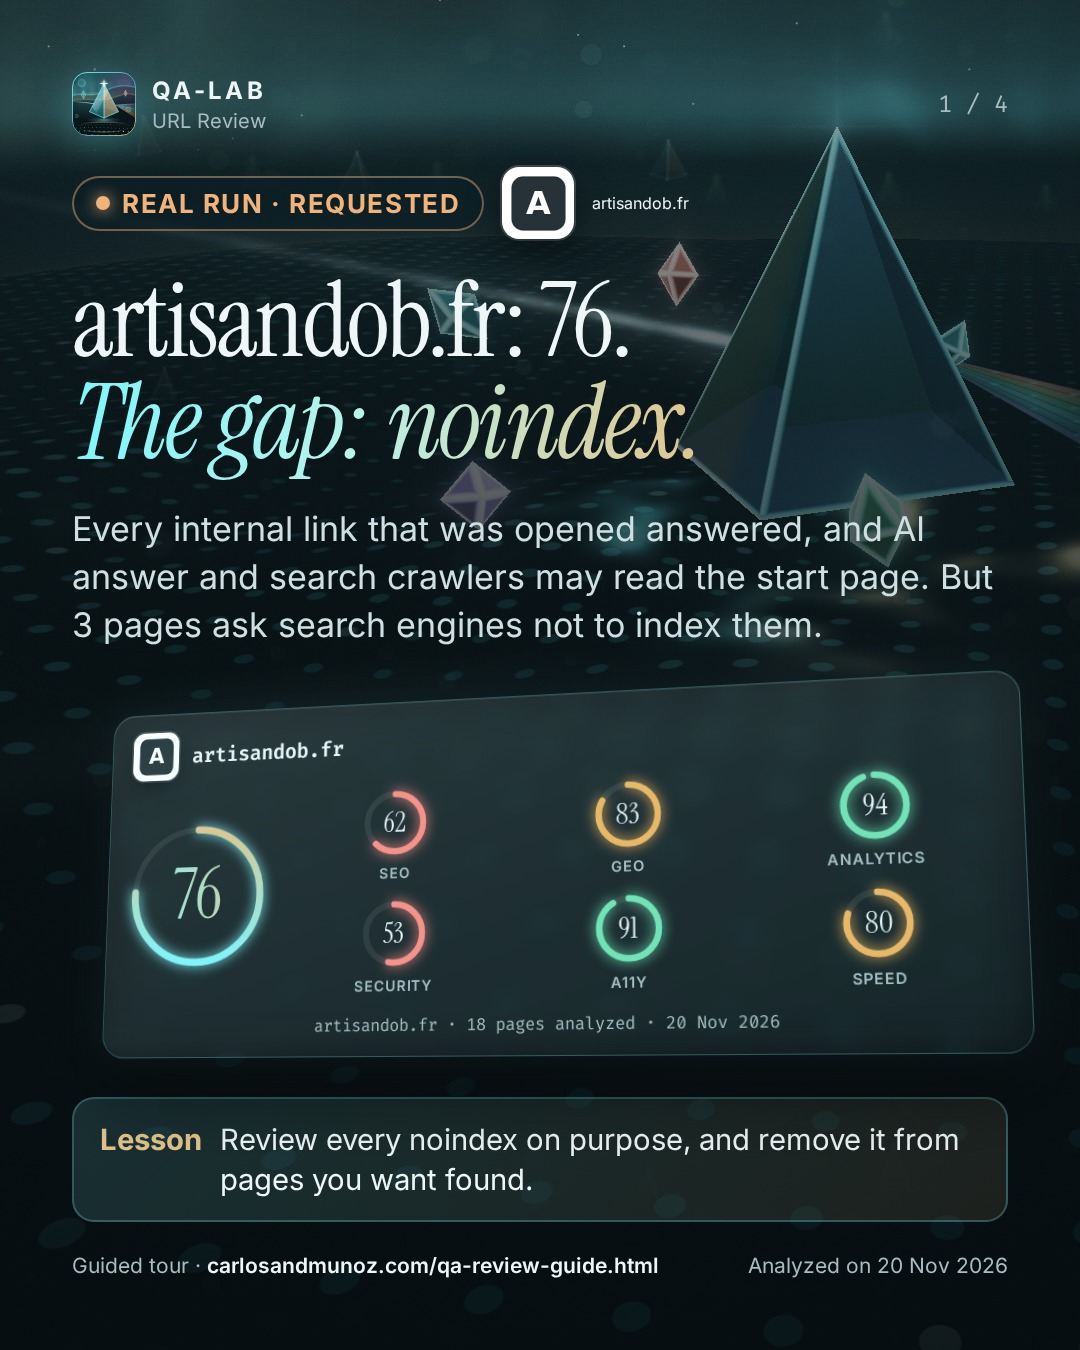 QA-LAB
URL Review
1 / 4
REAL RUN · REQUESTED
A
artisandob.fr
artisandob.fr: 76.
The gap: noindex.
Every internal link that was opened answered, and AI
answer and search crawlers may read the start page. But
3 pages ask search engines not to index them.
A
artisandob.fr
76
62
SEO
83
GEO
94
ANALYTICS
53
SECURITY
91
A11Y
80
SPEED
artisandob.fr · 18 pages analyzed · 20 Nov 2026
Lesson
Review every noindex on purpose, and remove it from
pages you want found.
Guided tour · carlosandmunoz.com/qa-review-guide.html
Analyzed on 20 Nov 2026